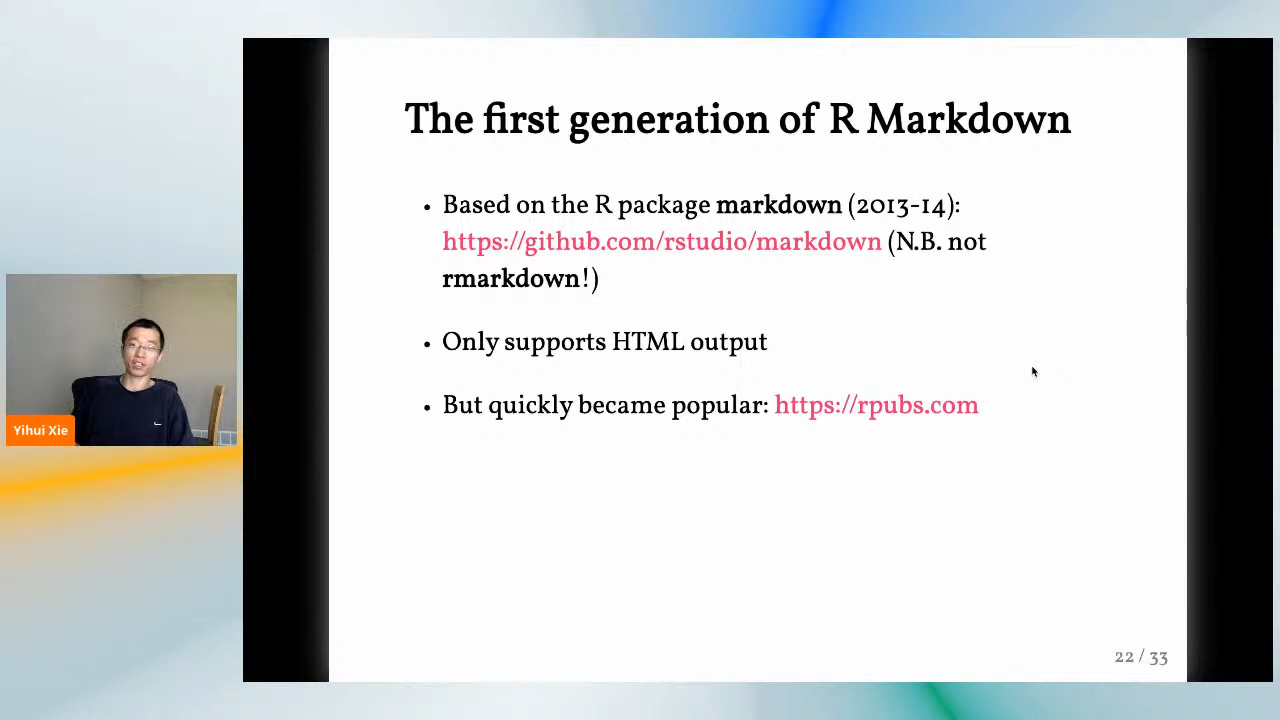 The first generation of R Markdown
• Based on the R package markdown (2013-14):
https://github.com/rstudio/markdown (N.B. not
rmarkdown!)
• Only supports HTML output
• But quickly became popular: https://rpubs.com
Yihui Xie
22 / 33